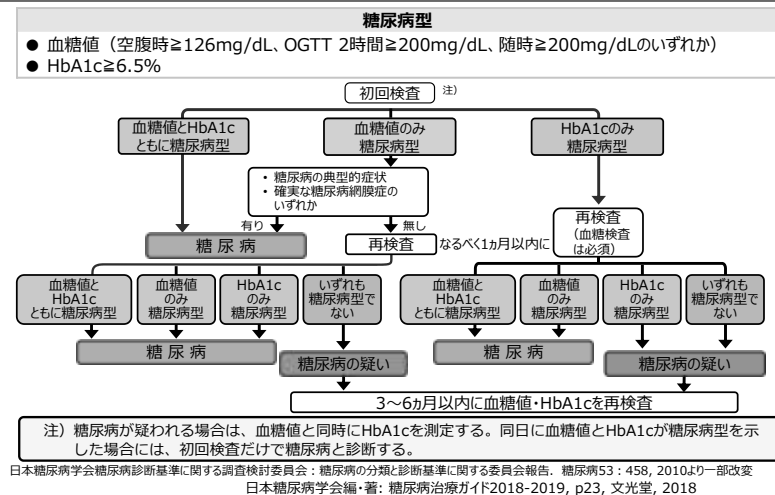 糖尿病型
● 血糖値（空腹時≧126mg/dL、OGTT 2時間≧200mg/dL、随時≧200mg/dLのいずれか）
● HbA1c≧6.5%
初回検査 注）
血糖値とHbA1c
ともに糖尿病型
血糖値のみ
糖尿病型
HbA1cのみ
糖尿病型
・ 糖尿病の典型的症状
・ 確実な糖尿病網膜症の
いずれか
有り
無し
糖 尿 病
再検査
なるべく1ヵ月以内に
再検査
（血糖検査
は必須）
血糖値と
HbA1c
ともに糖尿病型
血糖値
のみ
糖尿病型
HbA1c
のみ
糖尿病型
いずれも
糖尿病型で
ない
血糖値と
HbA1c
ともに糖尿病型
血糖値
のみ
糖尿病型
HbA1c
のみ
糖尿病型
いずれも
糖尿病型で
ない
糖 尿 病
糖尿病の疑い
糖 尿 病
糖尿病の疑い
3～6ヵ月以内に血糖値・HbA1cを再検査
注）糖尿病が疑われる場合は、血糖値と同時にHbA1cを測定する。同日に血糖値とHbA1cが糖尿病型を示
した場合には、初回検査だけで糖尿病と診断する。
日本糖尿病学会糖尿病診断基準に関する調査検討委員会：糖尿病の分類と診断基準に関する委員会報告．糖尿病53：458, 2010より一部改変
日本糖尿病学会編・著: 糖尿病治療ガイド2018-2019, p23, 文光堂, 2018